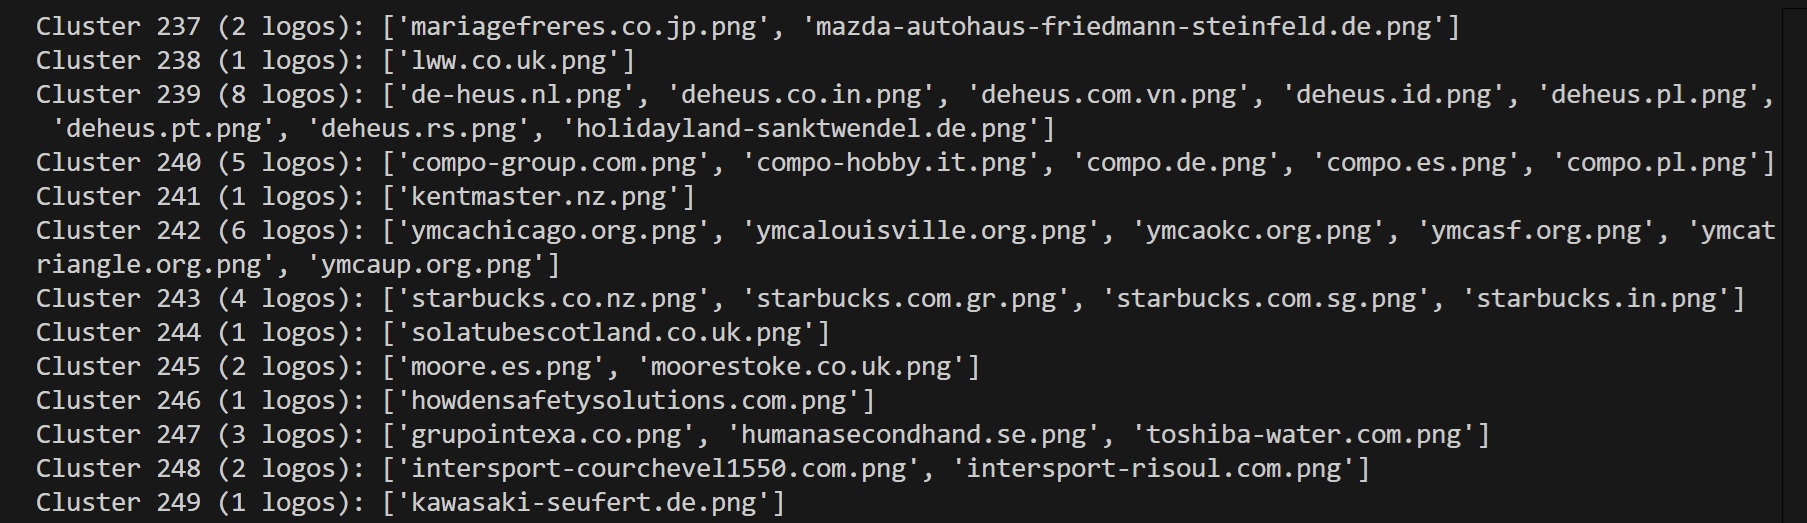 Cluster 237 (2 logos): ['mariagefreres.co.jp.png', 'mazda-autohaus-friedmann-steinfeld.de.png']
Cluster 238 (1 logos): ['lww.co.uk.png']
Cluster 239 (8 logos): ['de-heus.nl.png', 'deheus.co.in.png', 'deheus.com.vn.png', 'deheus.id.png', 'deheus.pl.png',
 'deheus.pt.png', 'deheus.rs.png', 'holidayland-sanktwendel.de.png']
Cluster 240 (5 logos): ['compo-group.com.png', 'compo-hobby.it.png', 'compo.de.png', 'compo.es.png', 'compo.pl.png']
Cluster 241 (1 logos): ['kentmaster.nz.png']
Cluster 242 (6 logos): ['ymcachicago.org.png', 'ymcalouisville.org.png', 'ymcaokc.org.png', 'ymcasf.org.png', 'ymcat
riangle.org.png', 'ymcaup.org.png']
Cluster 243 (4 logos): ['starbucks.co.nz.png', 'starbucks.com.gr.png', 'starbucks.com.sg.png', 'starbucks.in.png']
Cluster 244 (1 logos): ['solatubescotland.co.uk.png']
Cluster 245 (2 logos): ['moore.es.png', 'moorestoke.co.uk.png']
Cluster 246 (1 logos): ['howdensafetysolutions.com.png']
Cluster 247 (3 logos): ['grupointexa.co.png', 'humanasecondhand.se.png', 'toshiba-water.com.png']
Cluster 248 (2 logos): ['intersport-courchevel1550.com.png', 'intersport-risoul.com.png']
Cluster 249 (1 logos): ['kawasaki-seufert.de.png']